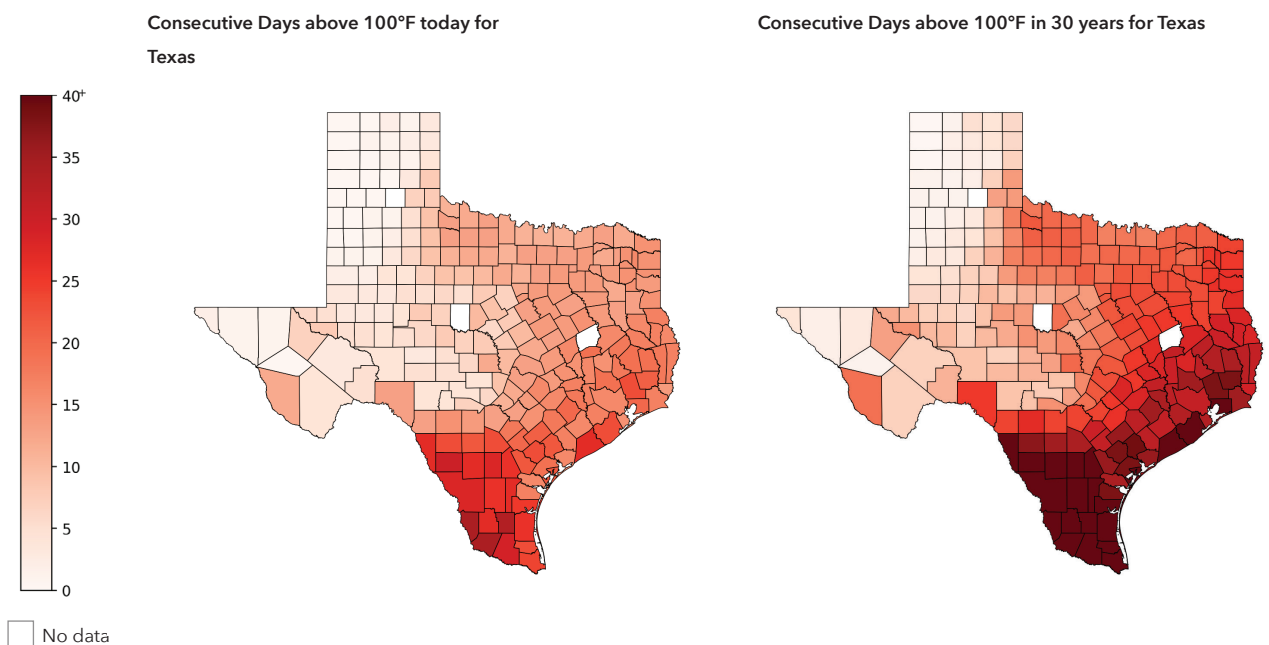 Consecutive Days above 100°F today for
Texas
Consecutive Days above 100°F in 30 years for Texas
40+
35
30
25
20
15
10
5
0
No data